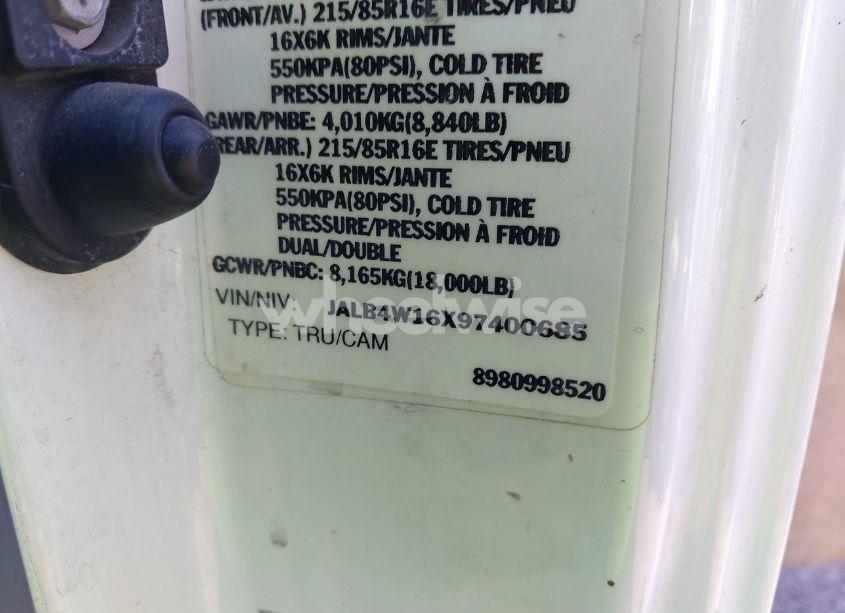 (FRONT/AV.) 215/85R16E TIRES/PNEU
16X6K RIMS/JANTE
550KPA(80PSI), COLD TIRE
PRESSURE/PRESSION À FROID
GAWR/PNBE: 4,010KG(8,840LB)
REAR/ARR.) 215/85R16E TIRES/PNEU
16X6K RIMS/JANTE
550KPA(80PSI), COLD TIRE
PRESSURE/PRESSION À FROID
DUAL/DOUBLE
GCWR/PNBC: 8,165KG(18,000LB)
VIN/NIV: JALB4W16X97400685
wheelwise
TYPE: TRU/CAM
8980998520